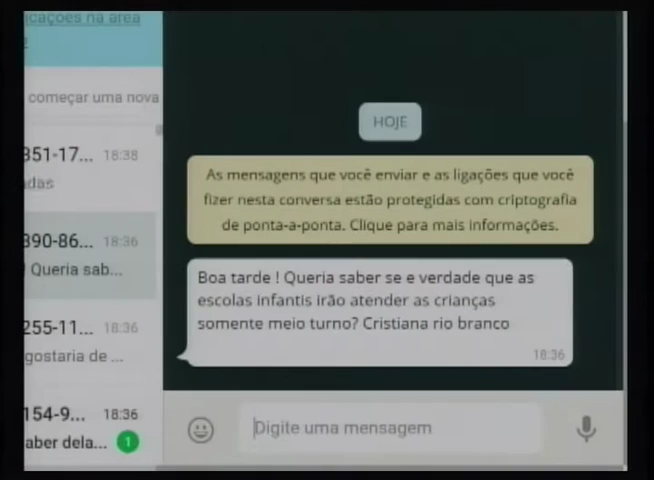 icações na área
começar uma nova
351-17... 18:38
das
390-86... 18:36
! Queria sab...
255-11... 18:36
gostaria de ...
154-9... 18:36
aber dela... 1
HOJE
As mensagens que você enviar e as ligações que você
fizer nesta conversa estão protegidas com criptografia
de ponta-a-ponta. Clique para mais informações.
Boa tarde ! Queria saber se e verdade que as
escolas infantis irão atender as crianças
somente meio turno? Cristiana rio branco
18:36
Digite uma mensagem